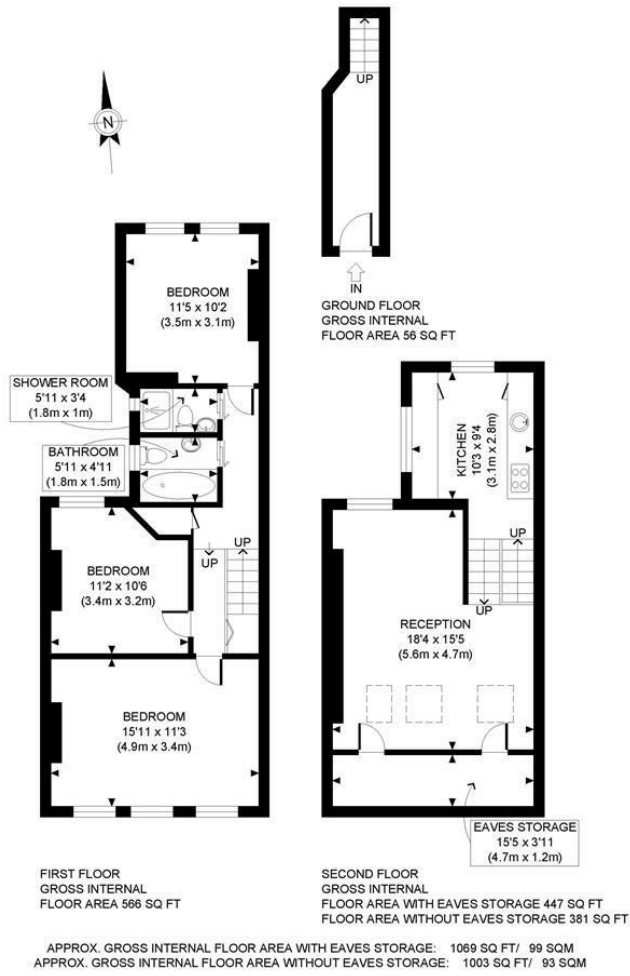 UP
N
IN
GROUND FLOOR
GROSS INTERNAL
FLOOR AREA 56 SQ FT
BEDROOM
11'5 x 10'2
(3.5m x 3.1m)
SHOWER ROOM
5'11 x 3'4
(1.8m x 1m)
BATHROOM
5'11 x 4'11
(1.8m x 1.5m)
UP
UP
BEDROOM
11'2 x 10'6
(3.4m x 3.2m)
BEDROOM
15'11 x 11'3
(4.9m x 3.4m)
FIRST FLOOR
GROSS INTERNAL
FLOOR AREA 566 SQ FT
KITCHEN
10'3 x 9'4
(3.1m x 2.8m)
UP
UP
RECEPTION
18'4 x 15'5
(5.6m x 4.7m)
EAVES STORAGE
15'5 x 3'11
(4.7m x 1.2m)
SECOND FLOOR
GROSS INTERNAL
FLOOR AREA WITH EAVES STORAGE 447 SQ FT
FLOOR AREA WITHOUT EAVES STORAGE 381 SQ FT
APPROX. GROSS INTERNAL FLOOR AREA WITH EAVES STORAGE: 1069 SQ FT/ 99 SQM
APPROX. GROSS INTERNAL FLOOR AREA WITHOUT EAVES STORAGE: 1003 SQ FT/ 93 SQM